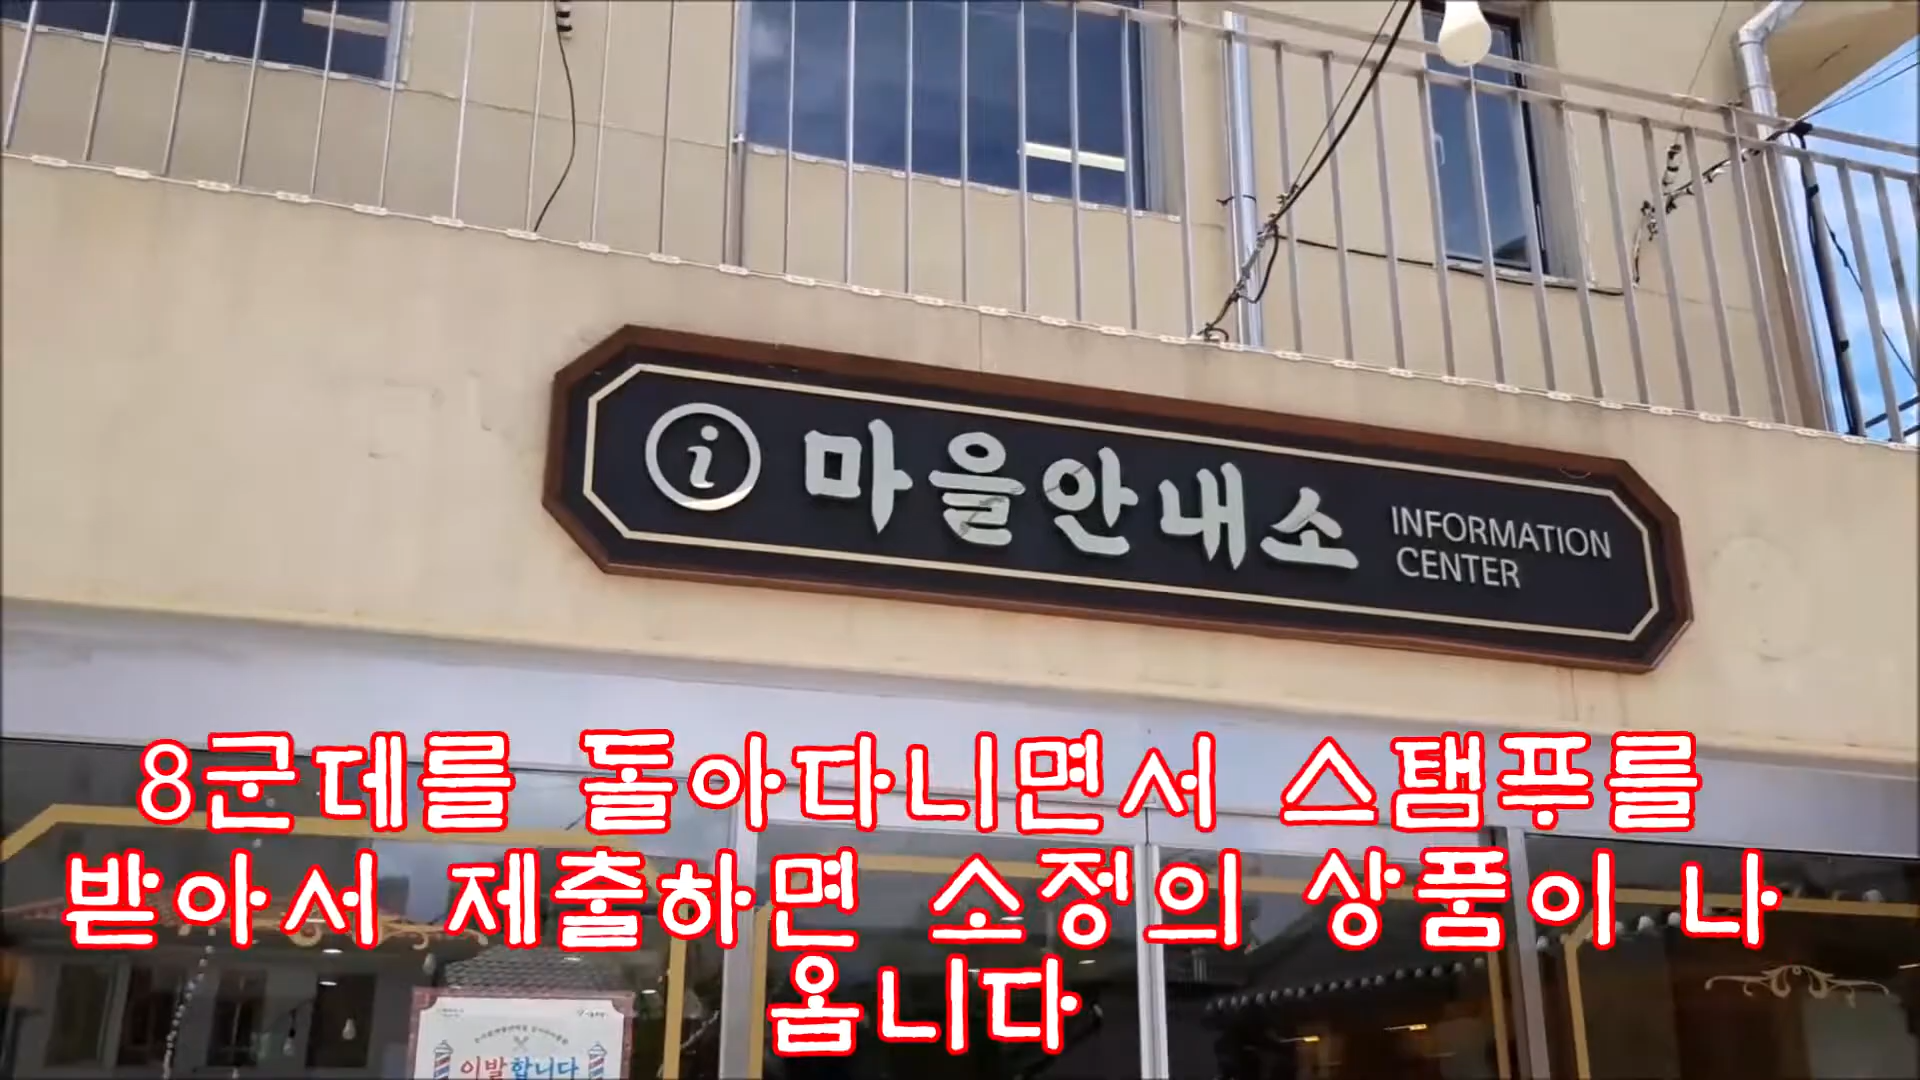 i 마을안내소 INFORMATION
CENTER
8군데를 돌아다니면서 스탬푸를
받아서 제출하면 소정의 상품이 나
옵니다
이발합니다